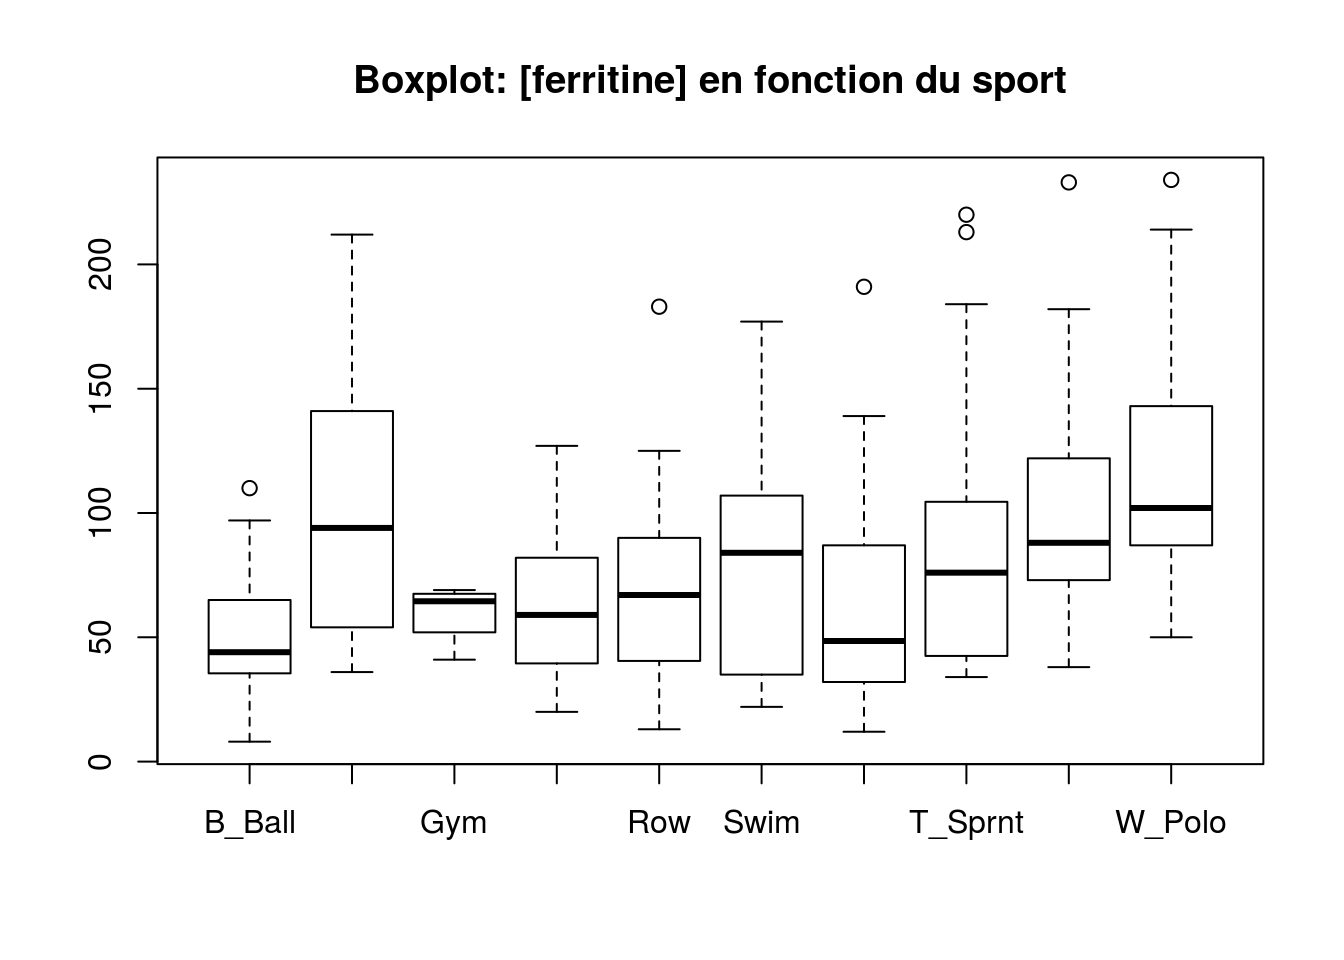 Boxplot: [ferritine] en fonction du sport
200
150
100
50
0
B_Ball Gym Row Swim T_Sprnt W_Polo